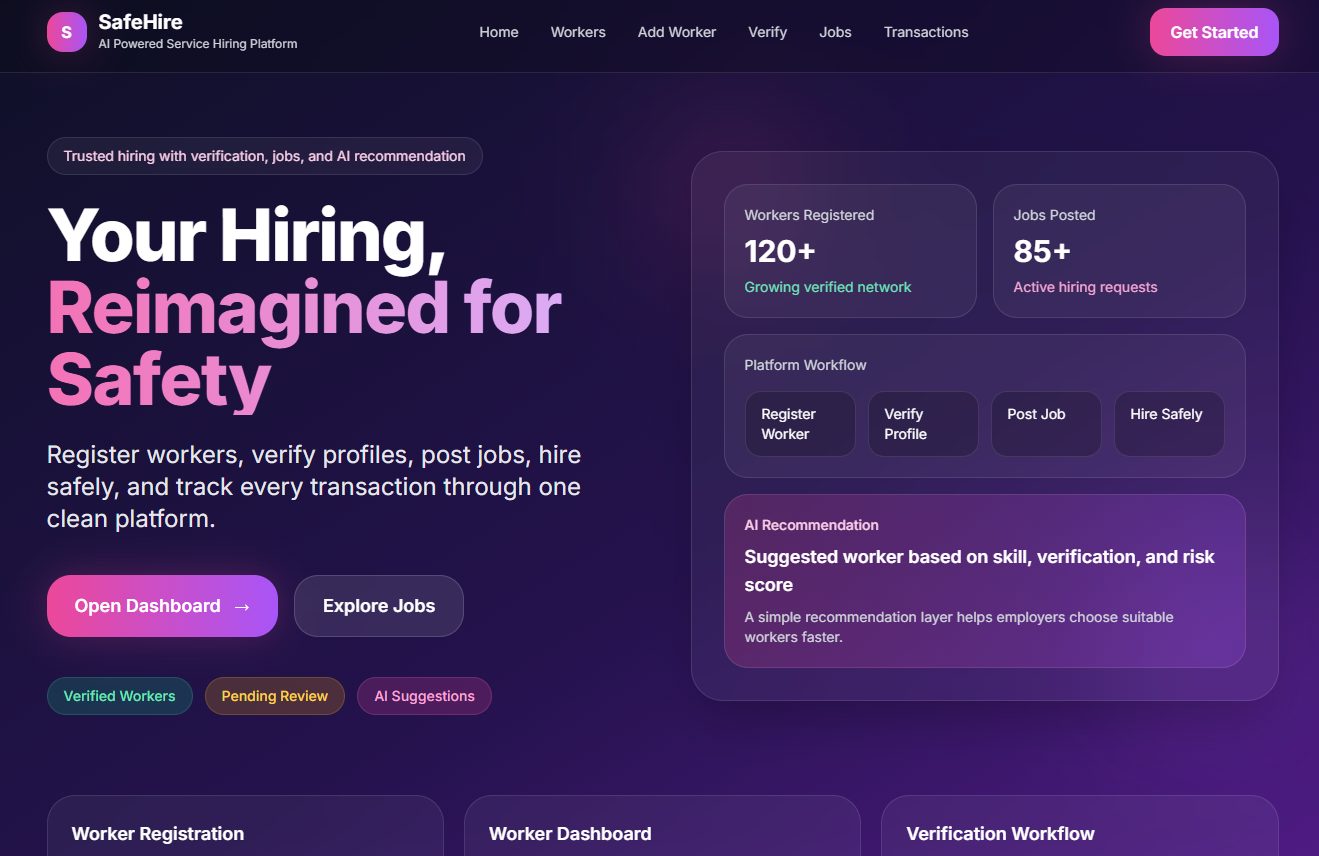 S
SafeHire
AI Powered Service Hiring Platform
Home
Workers
Add Worker
Verify
Jobs
Transactions
Get Started
Trusted hiring with verification, jobs, and AI recommendation
Your Hiring,
Reimagined for
Safety
Register workers, verify profiles, post jobs, hire
safely, and track every transaction through one
clean platform.
Open Dashboard →
Explore Jobs
Verified Workers
Pending Review
AI Suggestions
Workers Registered
120+
Growing verified network
Jobs Posted
85+
Active hiring requests
Platform Workflow
Register
Worker
Verify
Profile
Post Job
Hire Safely
AI Recommendation
Suggested worker based on skill, verification, and risk
score
A simple recommendation layer helps employers choose suitable
workers faster.
Worker Registration
Worker Dashboard
Verification Workflow